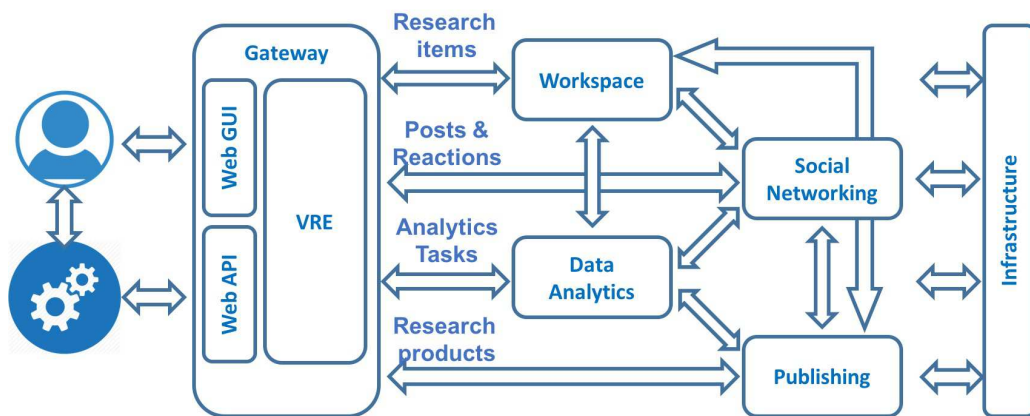 Gateway
Web GUI
Web API
VRE
Research
items
Posts &
Reactions
Analytics
Tasks
Research
products
Workspace
Social
Networking
Data
Analytics
Publishing
Infrastructure